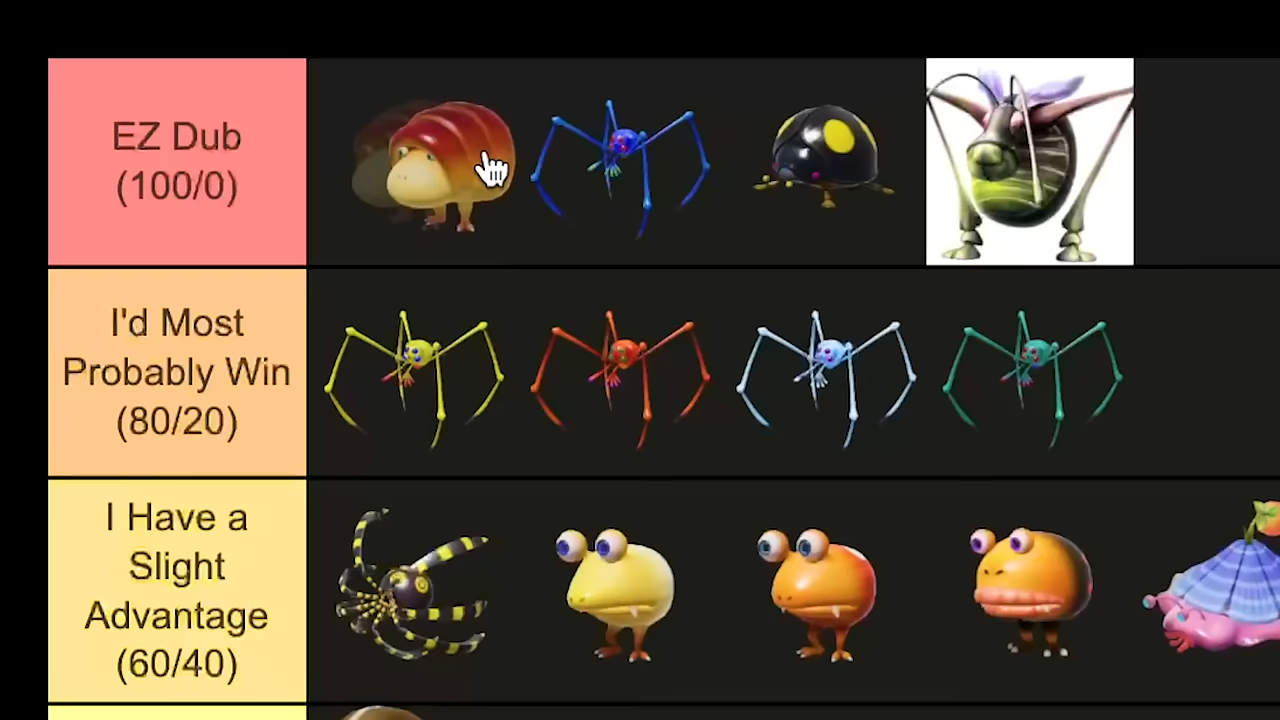 EZ Dub
(100/0)
I'd Most
Probably Win
(80/20)
I Have a
Slight
Advantage
(60/40)